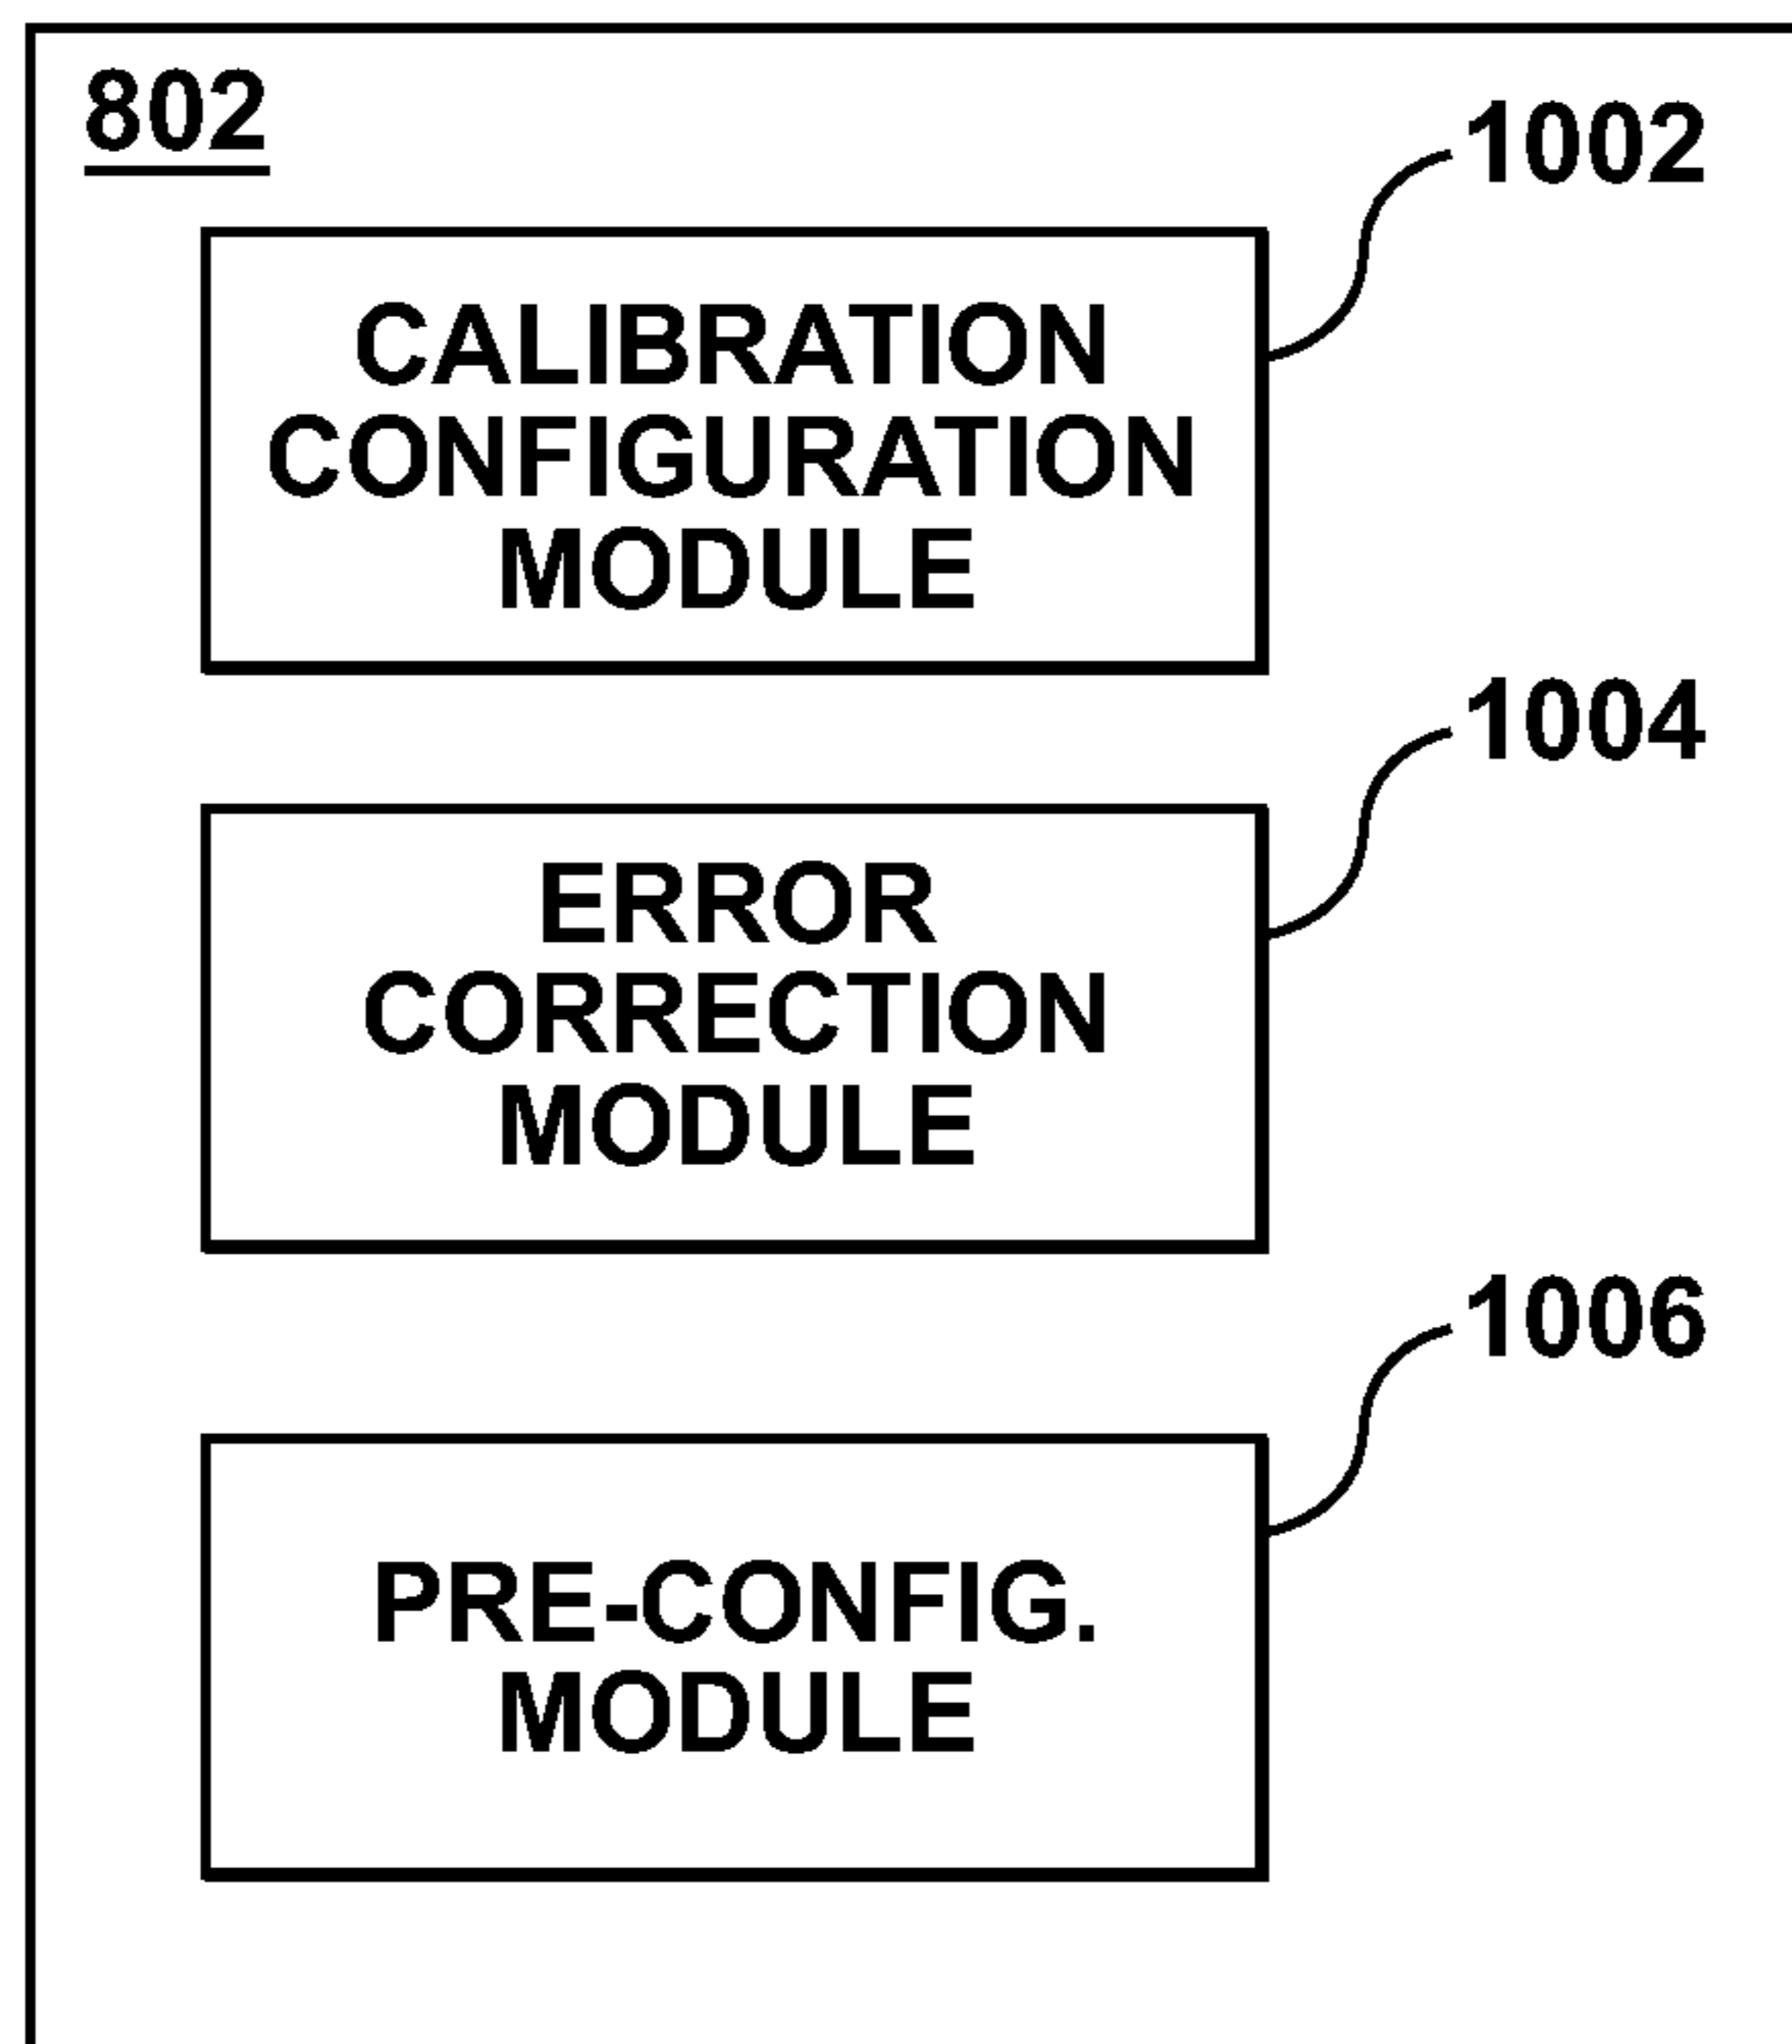 802
1002
CALIBRATION
CONFIGURATION
MODULE
1004
ERROR
CORRECTION
MODULE
1006
PRE-CONFIG.
MODULE